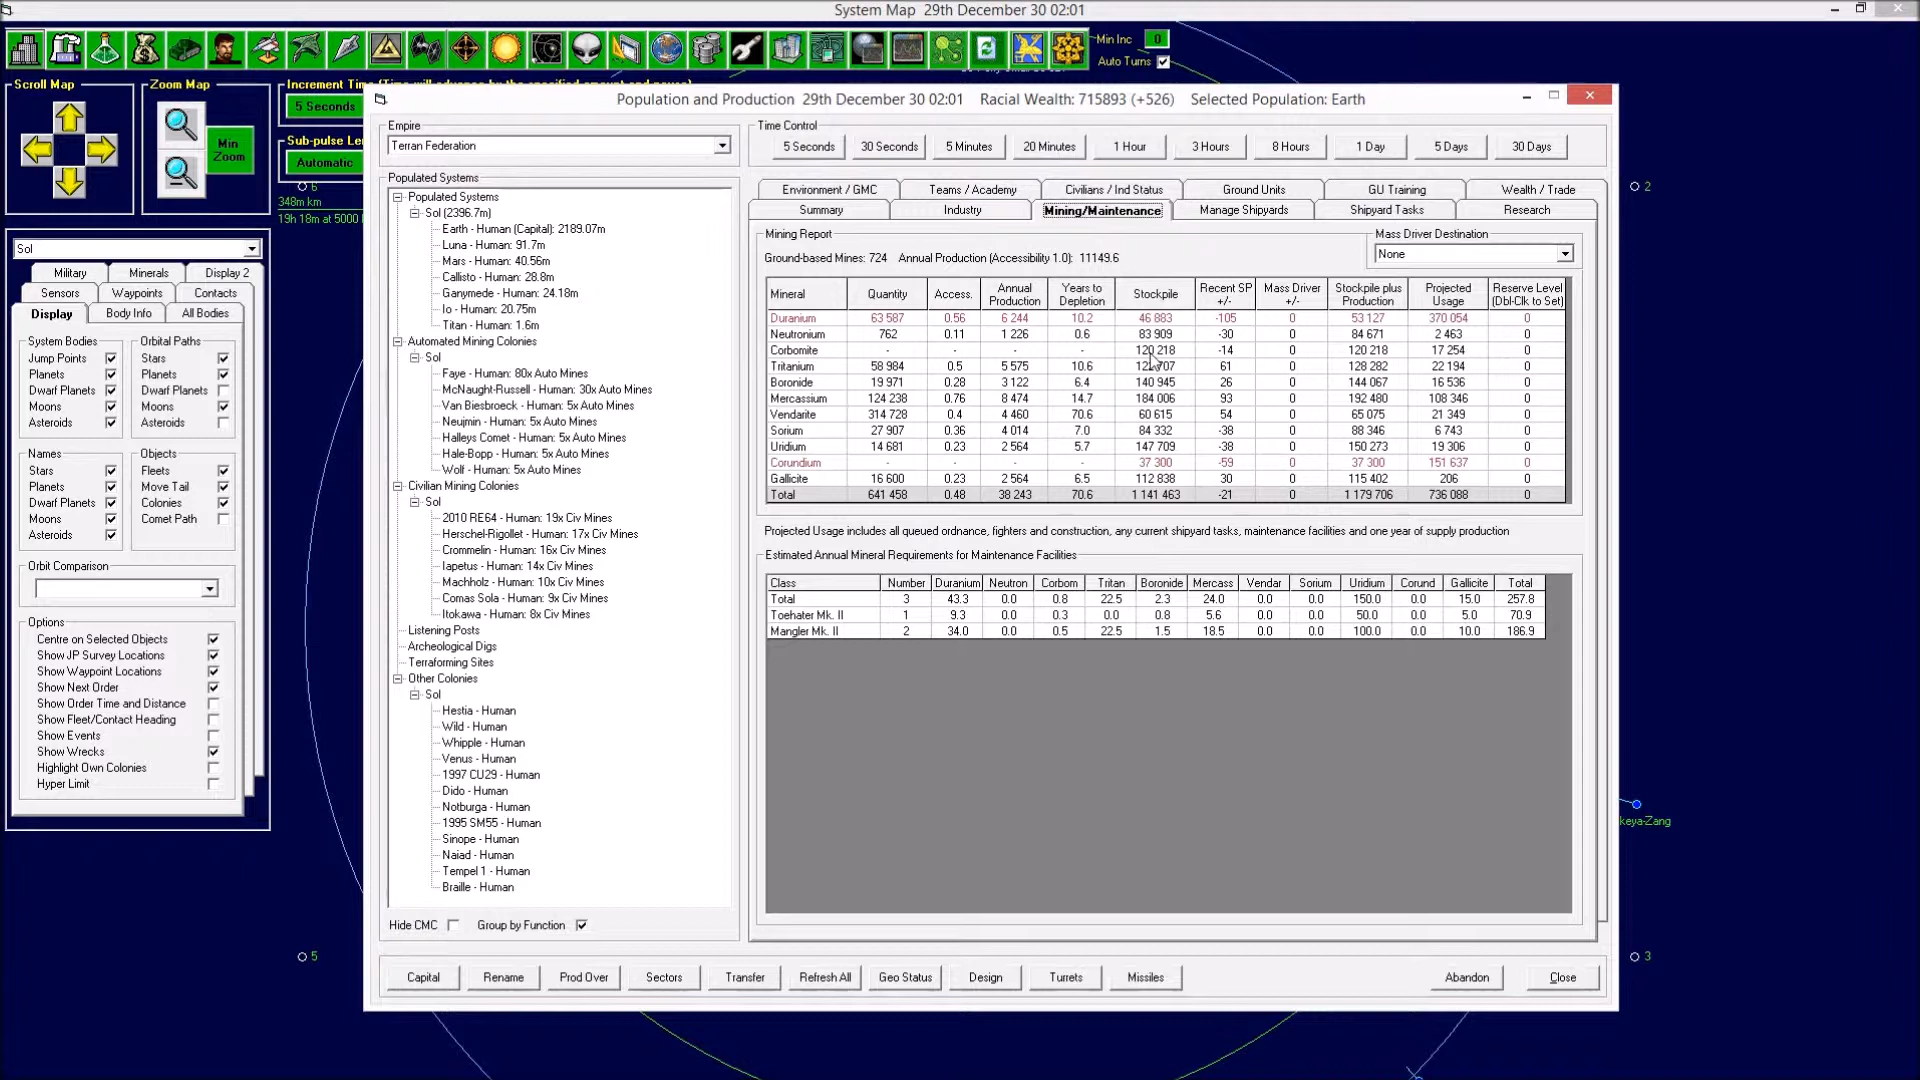 System Map 29th December 30 02:01
Min Inc 0
Auto Turns
Scroll Map
Zoom Map
Min Zoom
5 Seconds
Automatic
6
348m km
2
Population and Production 29th December 30 02:01 Racial Wealth: 715893 (+526) Selected Population: Earth
Empire
Terran Federation
Time Control
5 Seconds 30 Seconds 5 Minutes 20 Minutes 1 Hour 3 Hours 8 Hours 1 Day 5 Days 30 Days
Populated Systems
Populated Systems
Sol (2396.7m)
Earth - Human (Capital): 2189.07m
Luna - Human: 91.7m
Mars - Human: 40.56m
Callisto - Human: 28.8m
Ganymede - Human: 24.18m
Io - Human: 20.75m
Titan - Human: 1.6m
Automated Mining Colonies
Sol
Faye - Human: 80x Auto Mines
McNaught-Russell - Human: 30x Auto Mines
Van Biesbroeck - Human: 5x Auto Mines
Neujmin - Human: 5x Auto Mines
Halleys Comet - Human: 5x Auto Mines
Hale-Bopp - Human: 5x Auto Mines
Wolf - Human: 5x Auto Mines
Civilian Mining Colonies
Sol
2010 RE64 - Human: 19x Civ Mines
Herschel-Rigollet - Human: 17x Civ Mines
Crommelin - Human: 16x Civ Mines
Iapetus - Human: 14x Civ Mines
Machholz - Human: 10x Civ Mines
Comas Sola - Human: 9x Civ Mines
Itokawa - Human: 8x Civ Mines
Listening Posts
Archeological Digs
Terraforming Sites
Other Colonies
Sol
Hestia - Human
Wild - Human
Whipple - Human
Venus - Human
1997 CU29 - Human
Dido - Human
Notburga - Human
1995 SM55 - Human
Sinope - Human
Naiad - Human
Tempel 1 - Human
Braille - Human
Hide CMC Group by Function
Environment / GMC Teams / Academy Civilians / Ind Status Ground Units GU Training Wealth / Trade
Summary Industry Mining/Maintenance Manage Shipyards Shipyard Tasks Research
Mining Report
Mass Driver Destination
Ground-based Mines: 724 Annual Production (Accessibility 1.0): 11149.6
None
Mineral Quantity Access. Annual Production Years to Depletion Stockpile Recent SP +/- Mass Driver +/- Stockpile plus Production Projected Usage Reserve Level (Dbl-Clk to Set)
Duranium 63 587 0.56 6 244 10.2 46 883 -105 0 53 127 370 054 0
Neutronium 762 0.11 1 226 0.6 83 909 -30 0 84 671 2 463 0
Corbomite - - - - 120 218 -14 0 120 218 17 254 0
Tritanium 58 984 0.5 5 575 10.6 61 0 128 282 22 194 0
Boronide 19 971 0.28 3 122 6.4 140 945 26 0 144 067 16 536 0
Mercassium 124 238 0.76 8 474 14.7 184 006 93 0 192 480 108 346 0
Vendarite 314 728 0.4 4 460 70.6 60 615 54 0 65 075 21 349 0
Sorium 27 907 0.36 4 014 7.0 84 332 -38 0 88 346 6 743 0
Uridium 14 681 0.23 2 564 5.7 147 709 -38 0 150 273 19 306 0
Corundium - - - - 37 300 -59 0 37 300 151 637 0
Gallicite 16 600 0.23 2 564 6.5 112 838 30 0 115 402 206 0
Total 641 458 0.48 38 243 70.6 1 141 463 -21 0 1 179 706 736 088 0
Projected Usage includes all queued ordnance, fighters and construction, any current shipyard tasks, maintenance facilities and one year of supply production
Estimated Annual Mineral Requirements for Maintenance Facilities
Class Number Duranium Neutron Corbom Tritan Boronide Mercass Vendar Sorium Uridium Corund Gallicite Total
Total 3 43.3 0.0 0.8 22.5 2.3 24.0 0.0 0.0 150.0 0.0 15.0 257.8
Toehater Mk. II 1 9.3 0.0 0.3 0.0 0.8 5.6 0.0 0.0 50.0 0.0 5.0 70.9
Mangler Mk. II 2 34.0 0.0 0.5 22.5 1.5 18.5 0.0 0.0 100.0 0.0 10.0 186.9
Capital Rename Prod Over Sectors Transfer Refresh All Geo Status Design Turrets Missiles Abandon Close
Sol
Military Minerals Display 2
Sensors Waypoints Contacts
Display Body Info All Bodies
System Bodies
Jump Points
Planets
Dwarf Planets
Moons
Asteroids
Orbital Paths
Stars
Planets
Dwarf Planets
Moons
Asteroids
Names
Stars
Planets
Dwarf Planets
Moons
Asteroids
Objects
Fleets
Move Tail
Colonies
Comet Path
Orbit Comparison
Options
Centre on Selected Objects
Show JP Survey Locations
Show Waypoint Locations
Show Next Order
Show Order Time and Distance
Show Fleet/Contact Heading
Show Events
Show Wrecks
Highlight Own Colonies
Hyper Limit
keya-Zang
5
3